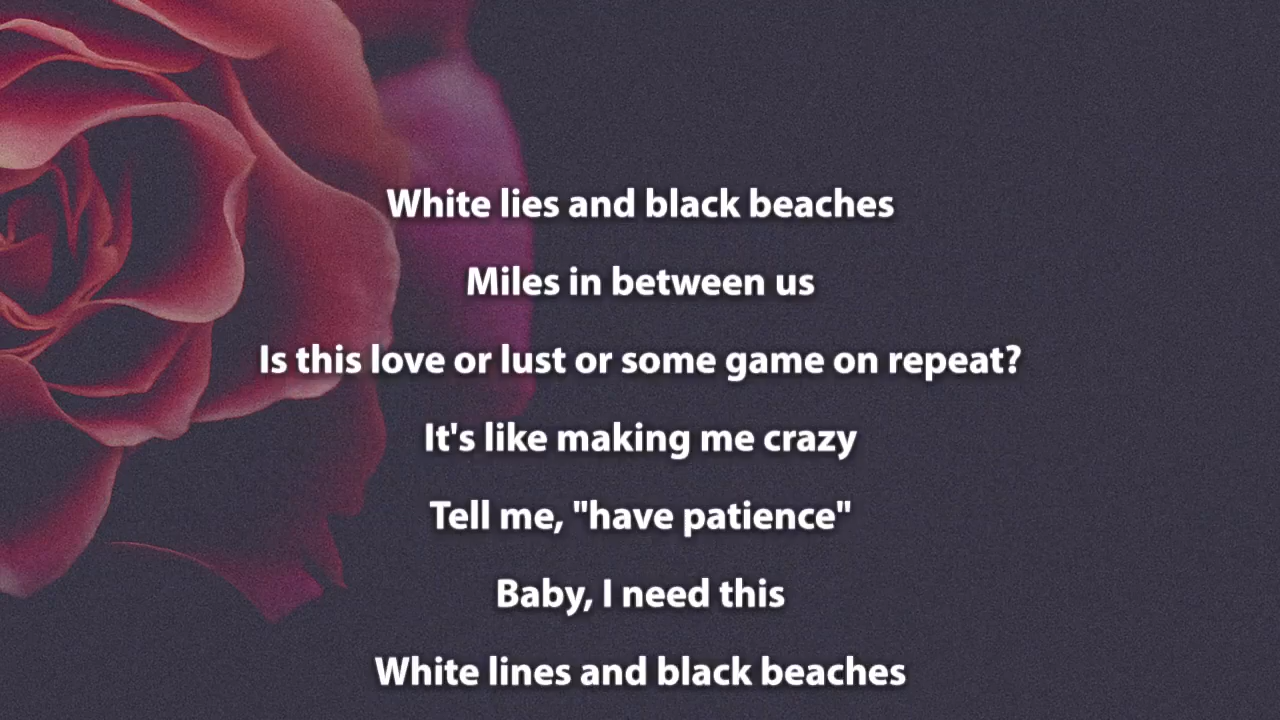 White lies and black beaches
Miles in between us
Is this love or lust or some game on repeat?
It's like making me crazy
Tell me, "have patience"
Baby, I need this
White lines and black beaches